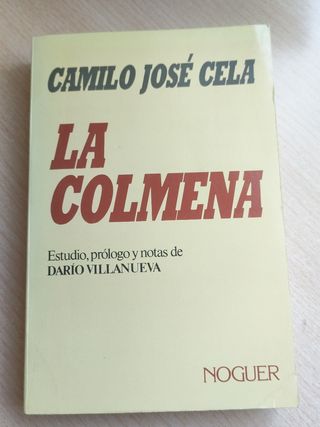 CAMILO JOSÉ CELA
LA
COLMENA
Estudio, prólogo y notas de
DARÍO VILLANUEVA
NOGUER